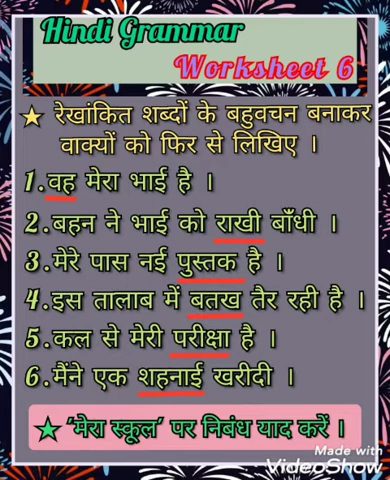 Hindi Grammar
Worksheet 6
★ रेखांकित शब्दों के बहुवचन बनाकर
वाक्यों को फिर से लिखिए ।
1.वह मेरा भाई है ।
2.बहन ने भाई को राखी बाँधी ।
3.मेरे पास नई पुस्तक है ।
4.इस तालाब में बतख तैर रही है ।
5.कल से मेरी परीक्षा है ।
6.मैंने एक शहनाई खरीदी ।
★ ‘मेरा स्कूल’ पर निबंध याद करें ।
Made with
VideoShow